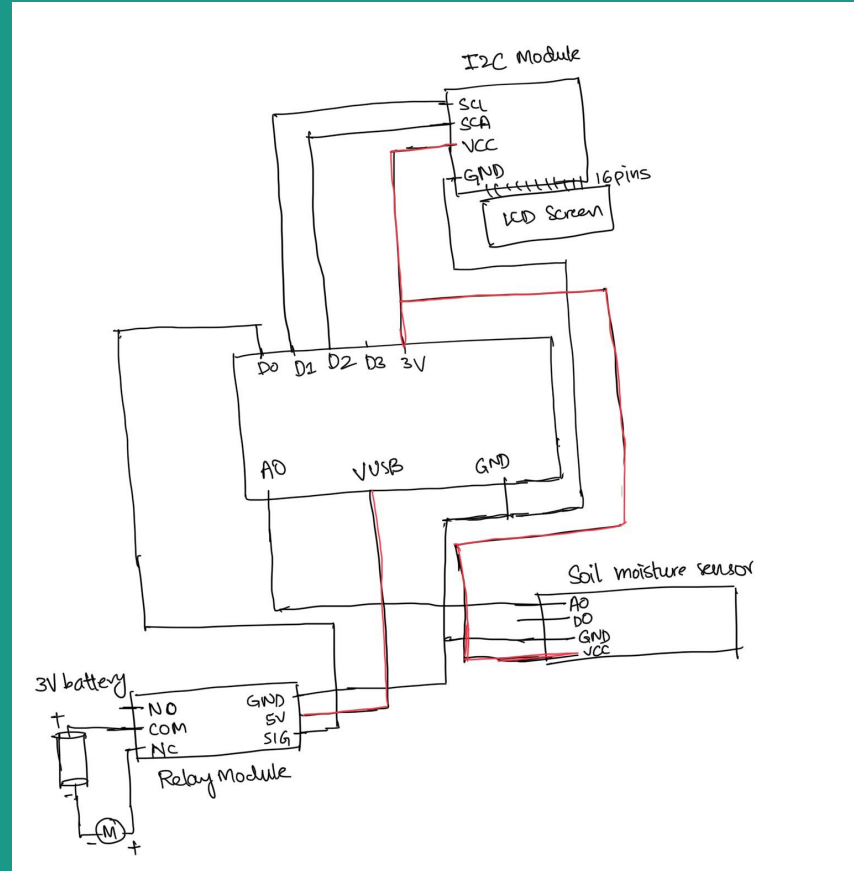 I2C Module
SCL
SCA
VCC
GND
16pins
LCD Screen
D0 D1 D2 D3 3V
A0 VUSB GND
Soil moisture sensor
A0
D0
GND
VCC
3V battery
+
-
NO
COM
NC
GND
5V
SIG
Relay Module
- M +